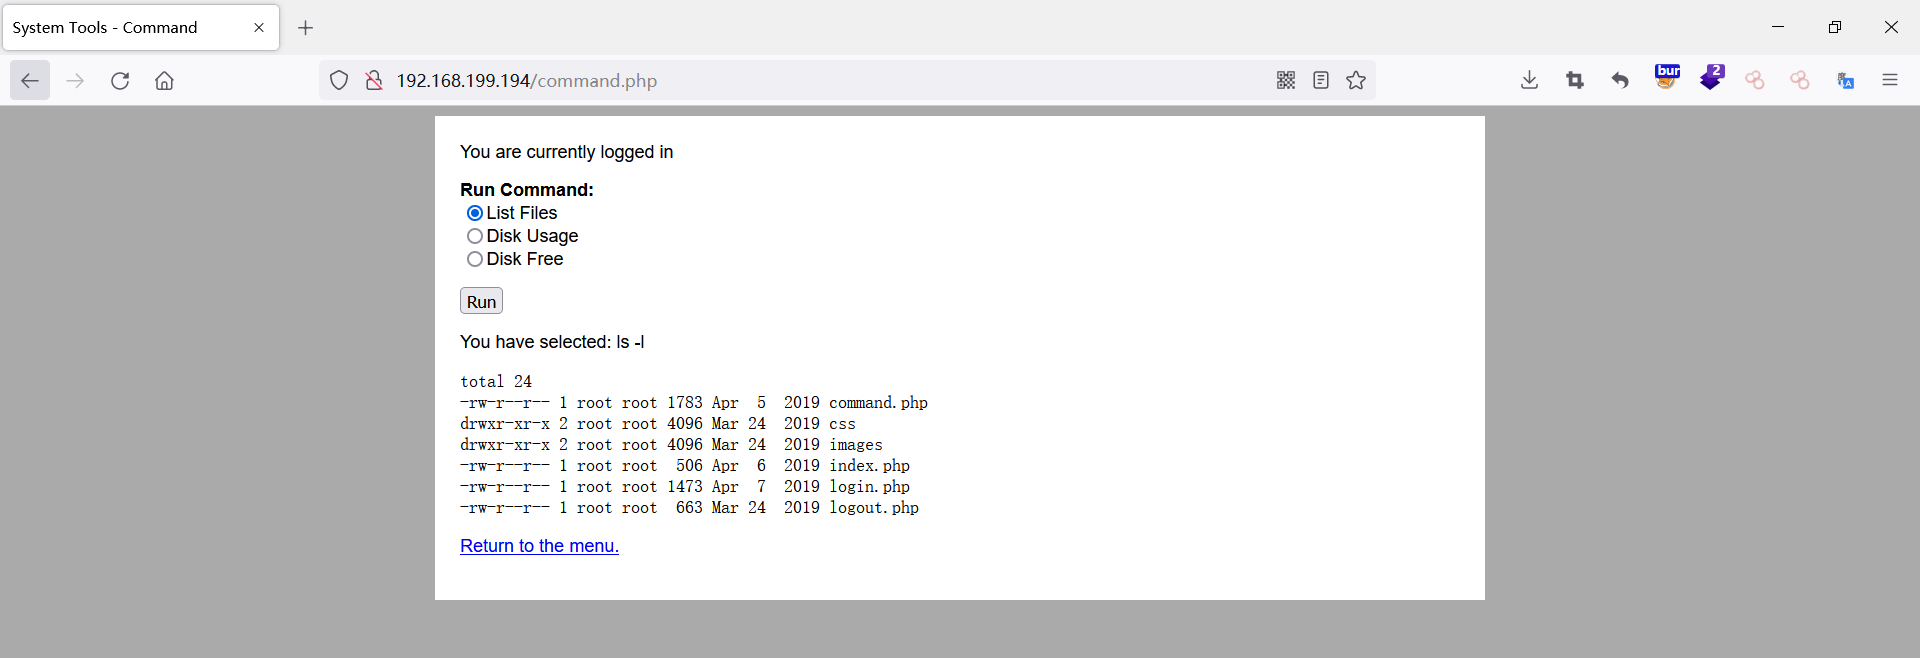 System Tools - Command
192.168.199.194/command.php
bur
2
You are currently logged in
Run Command:
List Files
Disk Usage
Disk Free
Run
You have selected: ls -l
total 24
-rw-r--r-- 1 root root 1783 Apr  5  2019 command.php
drwxr-xr-x 2 root root 4096 Mar 24  2019 css
drwxr-xr-x 2 root root 4096 Mar 24  2019 images
-rw-r--r-- 1 root root  506 Apr  6  2019 index.php
-rw-r--r-- 1 root root 1473 Apr  7  2019 login.php
-rw-r--r-- 1 root root  663 Mar 24  2019 logout.php
Return to the menu.